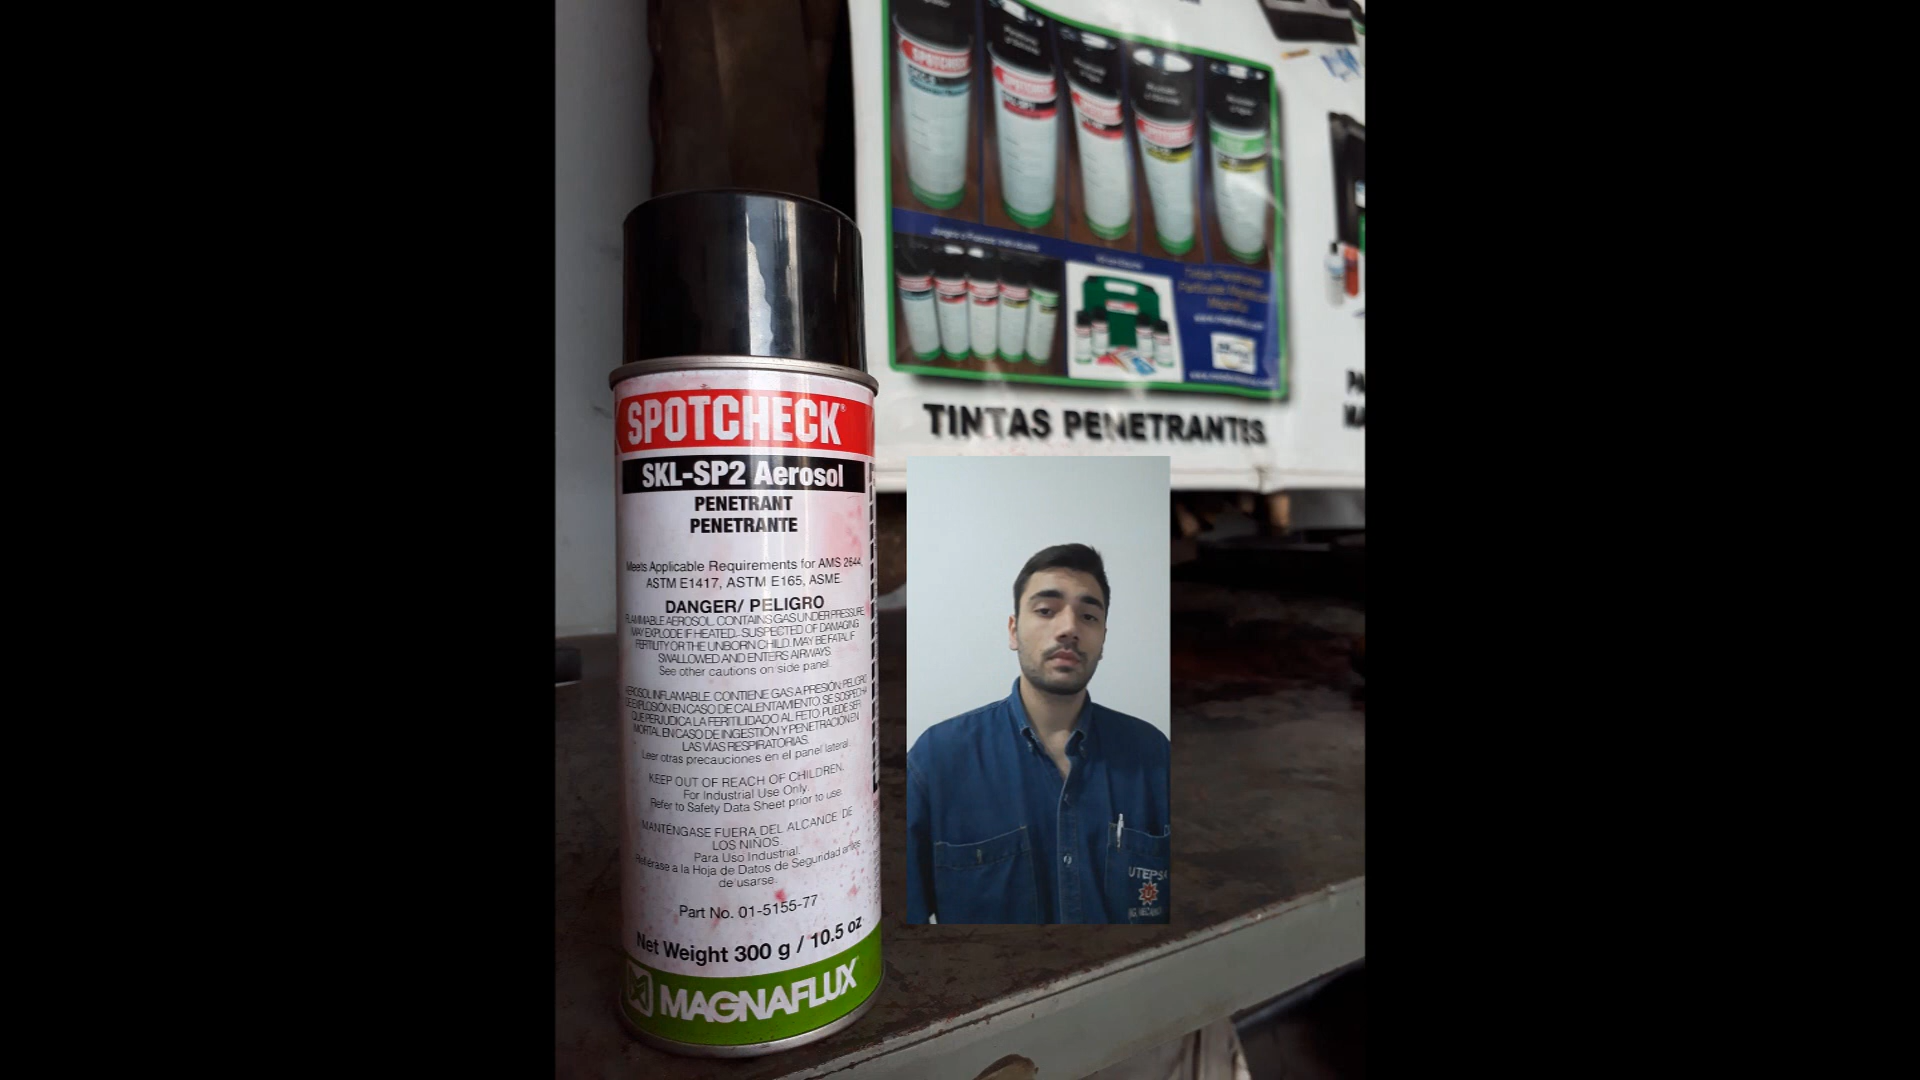 SPOTCHECK®
SKL-SP2 Aerosol
PENETRANT
PENETRANTE
Meets Applicable Requirements for AMS 2644,
ASTM E1417, ASTM E165, ASME.
DANGER/ PELIGRO
FLAMMABLE AEROSOL. CONTAINS GAS UNDER PRESSURE,
MAY EXPLODE IF HEATED. SUSPECTED OF DAMAGING
FERTILITY OR THE UNBORN CHILD. MAY BE FATAL IF
SWALLOWED AND ENTERS AIRWAYS.
See other cautions on side panel.
AEROSOL INFLAMABLE. CONTIENE GAS A PRESIÓN; PELIGRO
DE EXPLOSIÓN EN CASO DE CALENTAMIENTO. SE SOSPECHA
QUE PERJUDICA LA FERTILIDAD O AL FETO. PUEDE SER
MORTAL EN CASO DE INGESTIÓN Y PENETRACIÓN EN
LAS VÍAS RESPIRATORIAS.
Leer otras precauciones en el panel lateral.
KEEP OUT OF REACH OF CHILDREN.
For Industrial Use Only.
Refer to Safety Data Sheet prior to use.
MANTÉNGASE FUERA DEL ALCANCE DE
LOS NIÑOS.
Para Uso Industrial.
Refiérase a la Hoja de Datos de Seguridad antes
de usarse.
Part No. 01-5155-77
Net Weight 300 g / 10.5 oz
MAGNAFLUX
SPOTCHECK
TINTAS PENETRANTES
UTEPSA